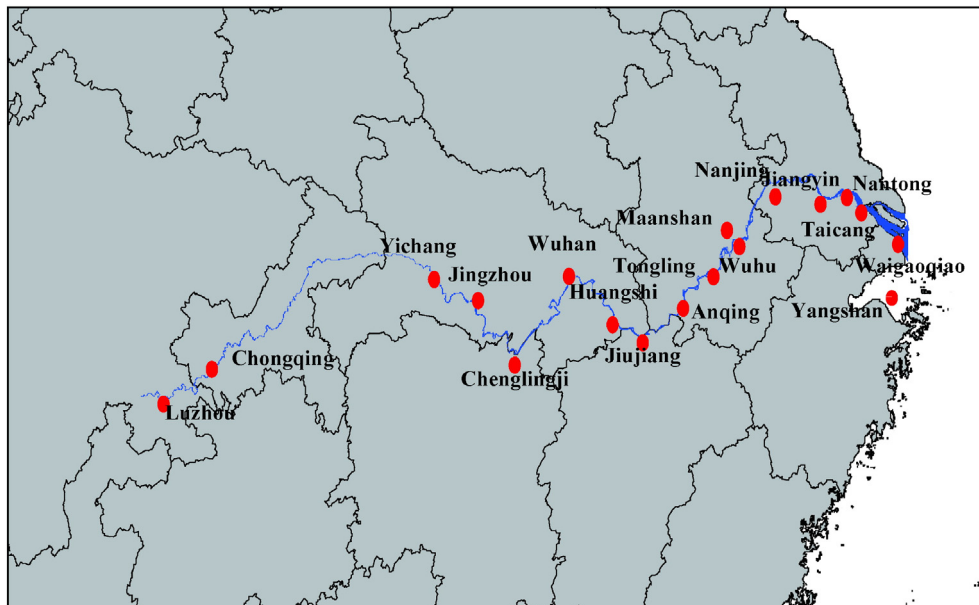 Nanjing
Jiangyin
Nantong
Maanshan
Taicang
Yichang
Wuhan
Jingzhou
Tongling
Wuhu
Waigaoqiao
Huangshi
Anqing
Yangshan
Jiujiang
Chongqing
Chenglingji
Luzhou